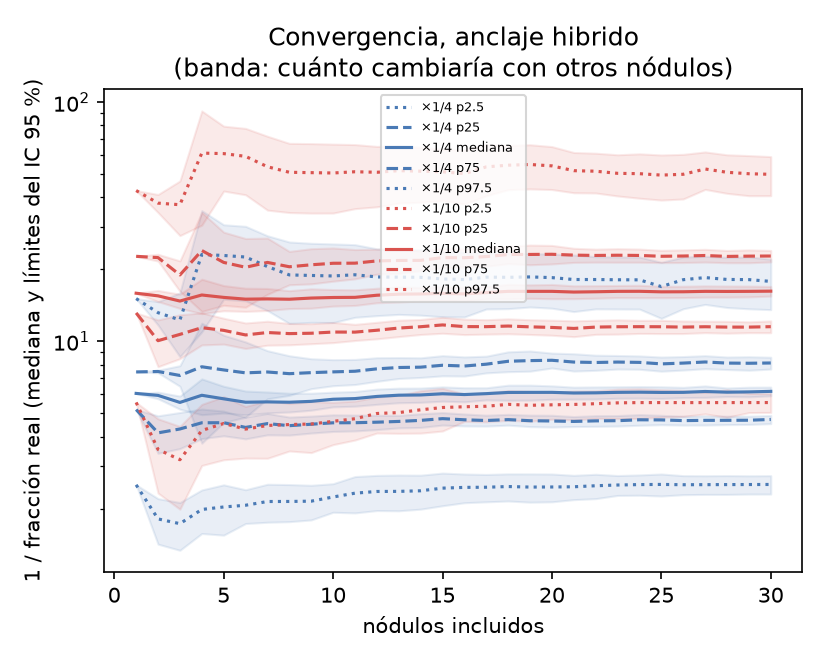 Convergencia, anclaje hibrido
(banda: cuánto cambiaría con otros nódulos)
1 / fracción real (mediana y límites del IC 95 %)
10²
10¹
×1/4 p2.5
×1/4 p25
×1/4 mediana
×1/4 p75
×1/4 p97.5
×1/10 p2.5
×1/10 p25
×1/10 mediana
×1/10 p75
×1/10 p97.5
0 5 10 15 20 25 30
nódulos incluidos